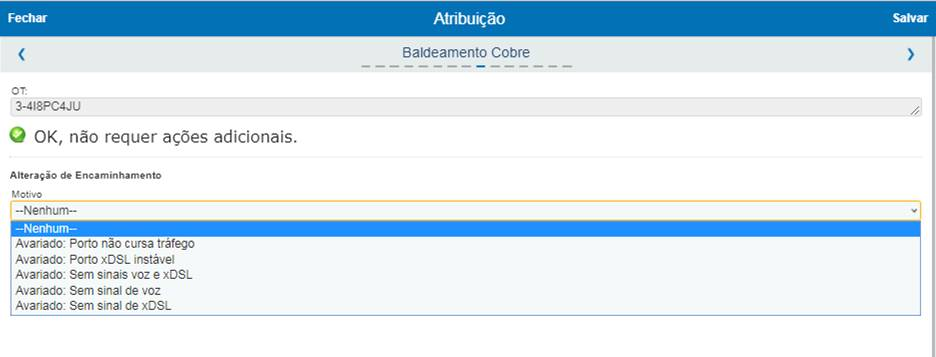 Fechar Atribuição Salvar
Baldeamento Cobre
OT:
3-4I8PC4JU
OK, não requer ações adicionais.
Alteração de Encaminhamento
Motivo
--Nenhum--
--Nenhum--
Avariado: Porto não cursa tráfego
Avariado: Porto xDSL instável
Avariado: Sem sinais voz e xDSL
Avariado: Sem sinal de voz
Avariado: Sem sinal de xDSL